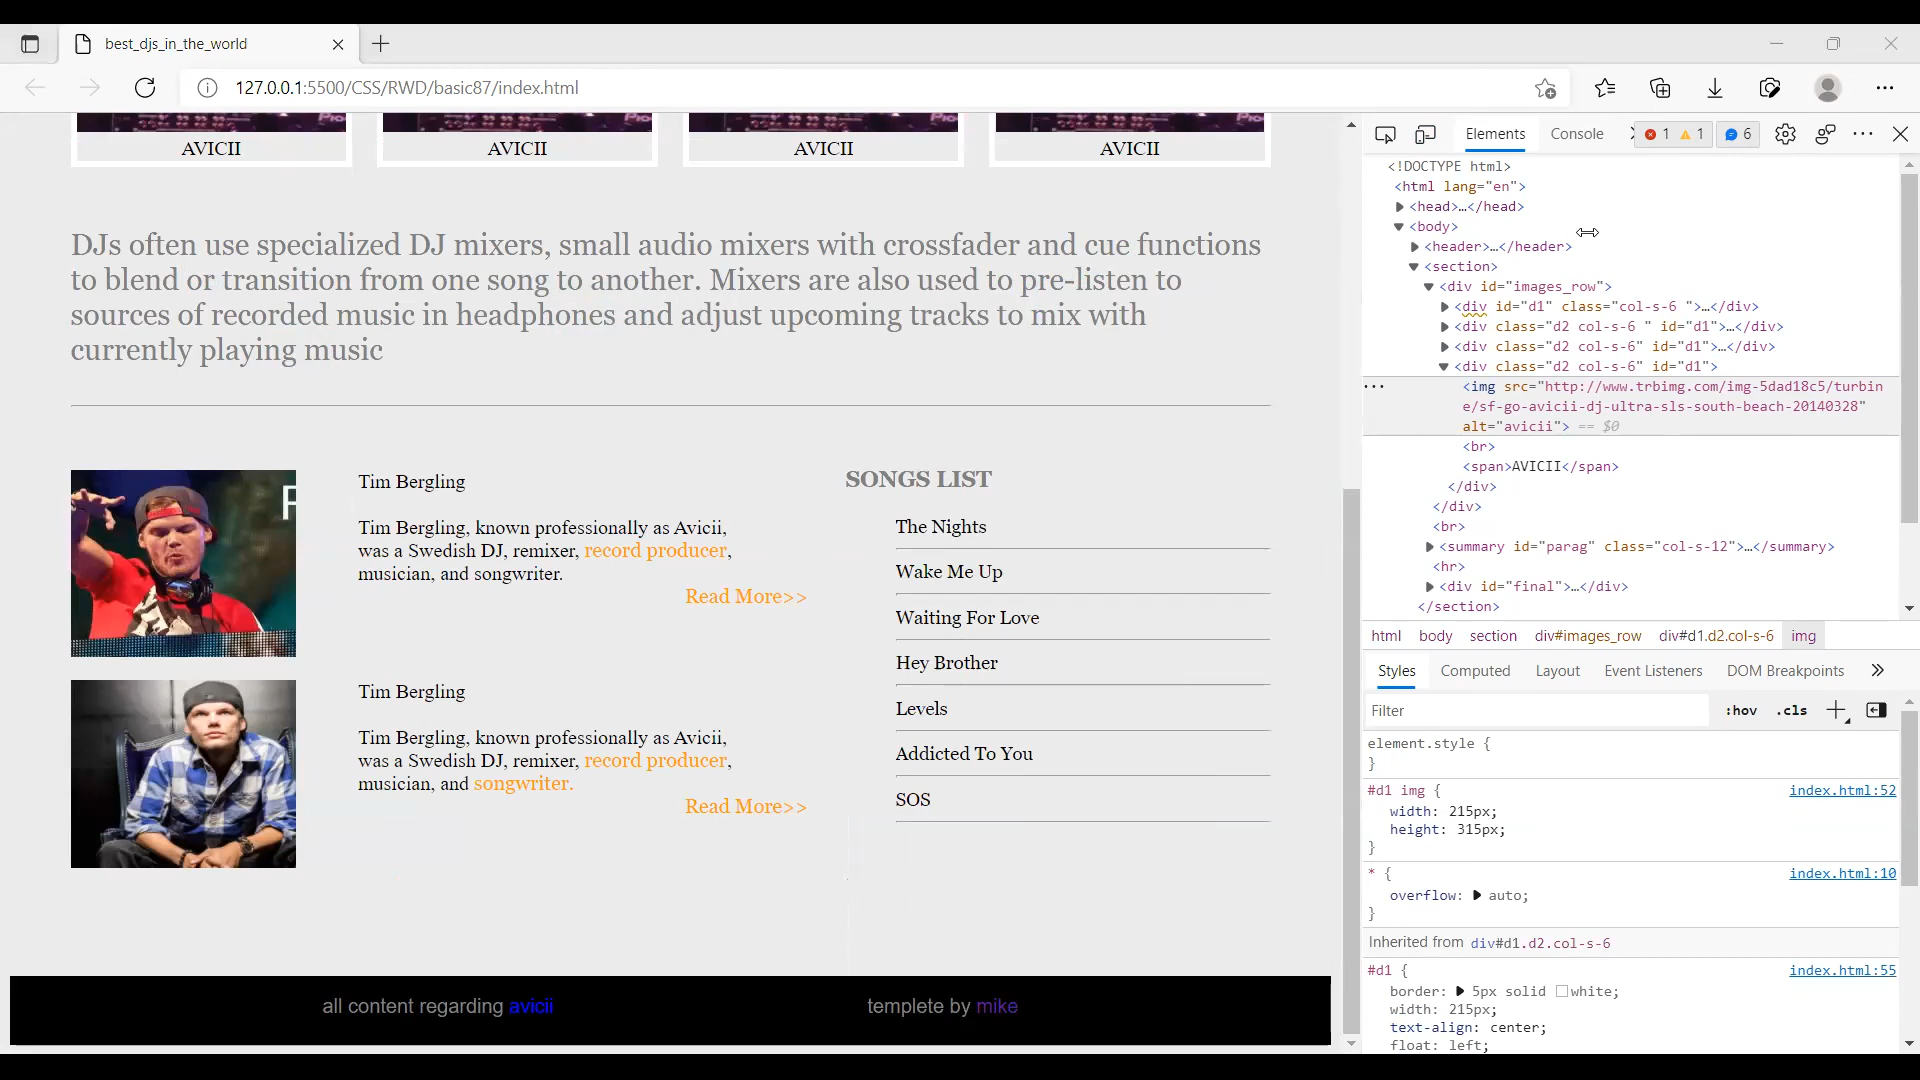 best_djs_in_the_world
127.0.0.1:5500/CSS/RWD/basic87/index.html
AVICII AVICII AVICII AVICII
DJs often use specialized DJ mixers, small audio mixers with crossfader and cue functions
to blend or transition from one song to another. Mixers are also used to pre-listen to
sources of recorded music in headphones and adjust upcoming tracks to mix with
currently playing music
Tim Bergling
Tim Bergling, known professionally as Avicii,
was a Swedish DJ, remixer, record producer,
musician, and songwriter.
Read More>>
Tim Bergling
Tim Bergling, known professionally as Avicii,
was a Swedish DJ, remixer, record producer,
musician, and songwriter.
Read More>>
SONGS LIST
The Nights
Wake Me Up
Waiting For Love
Hey Brother
Levels
Addicted To You
SOS
all content regarding avicii
templete by mike
Elements Console 1 1 6
<!DOCTYPE html>
<html lang="en">
<head>…</head>
<body>
<header>…</header>
<section>
<div id="images_row">
<div id="d1" class="col-s-6 ">…</div>
<div class="d2 col-s-6 " id="d1">…</div>
<div class="d2 col-s-6" id="d1">…</div>
<div class="d2 col-s-6" id="d1">
<img src="http://www.trbimg.com/img-5dad18c5/turbin
e/sf-go-avicii-dj-ultra-sls-south-beach-20140328"
alt="avicii"> == $0
<br>
<span>AVICII</span>
</div>
</div>
<br>
<summary id="parag" class="col-s-12">…</summary>
<hr>
<div id="final">…</div>
</section>
html body section div#images_row div#d1.d2.col-s-6 img
Styles Computed Layout Event Listeners DOM Breakpoints
Filter :hov .cls
element.style {
}
#d1 img { index.html:52
width: 215px;
height: 315px;
}
* { index.html:10
overflow: auto;
}
Inherited from div#d1.d2.col-s-6
#d1 { index.html:55
border: 5px solid white;
width: 215px;
text-align: center;
float: left;